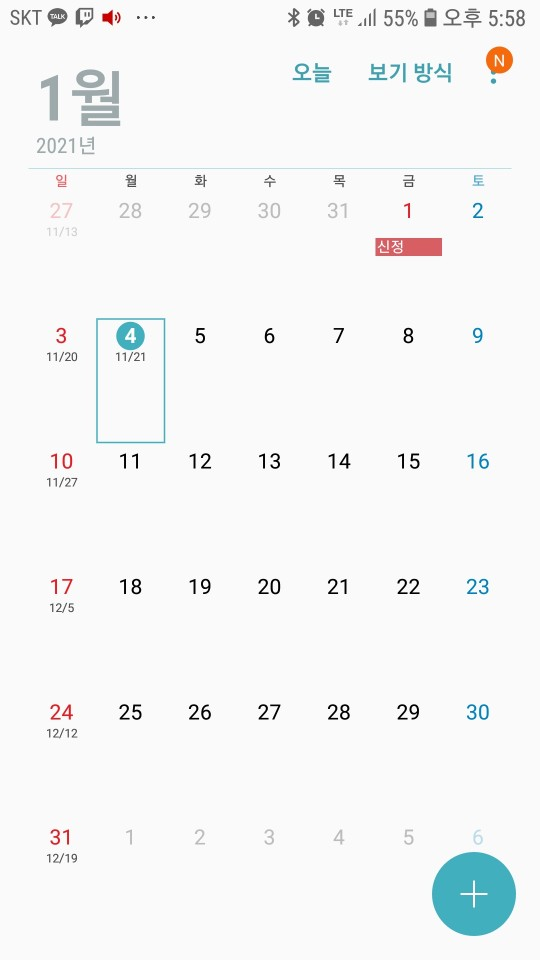 SKT TALK ··· LTE 55% 오후 5:58
오늘 보기 방식 N
1월
2021년
일 월 화 수 목 금 토
27 28 29 30 31 1 2
11/13
신정
3 4 5 6 7 8 9
11/20 11/21
10 11 12 13 14 15 16
11/27
17 18 19 20 21 22 23
12/5
24 25 26 27 28 29 30
12/12
31 1 2 3 4 5 6
12/19
+